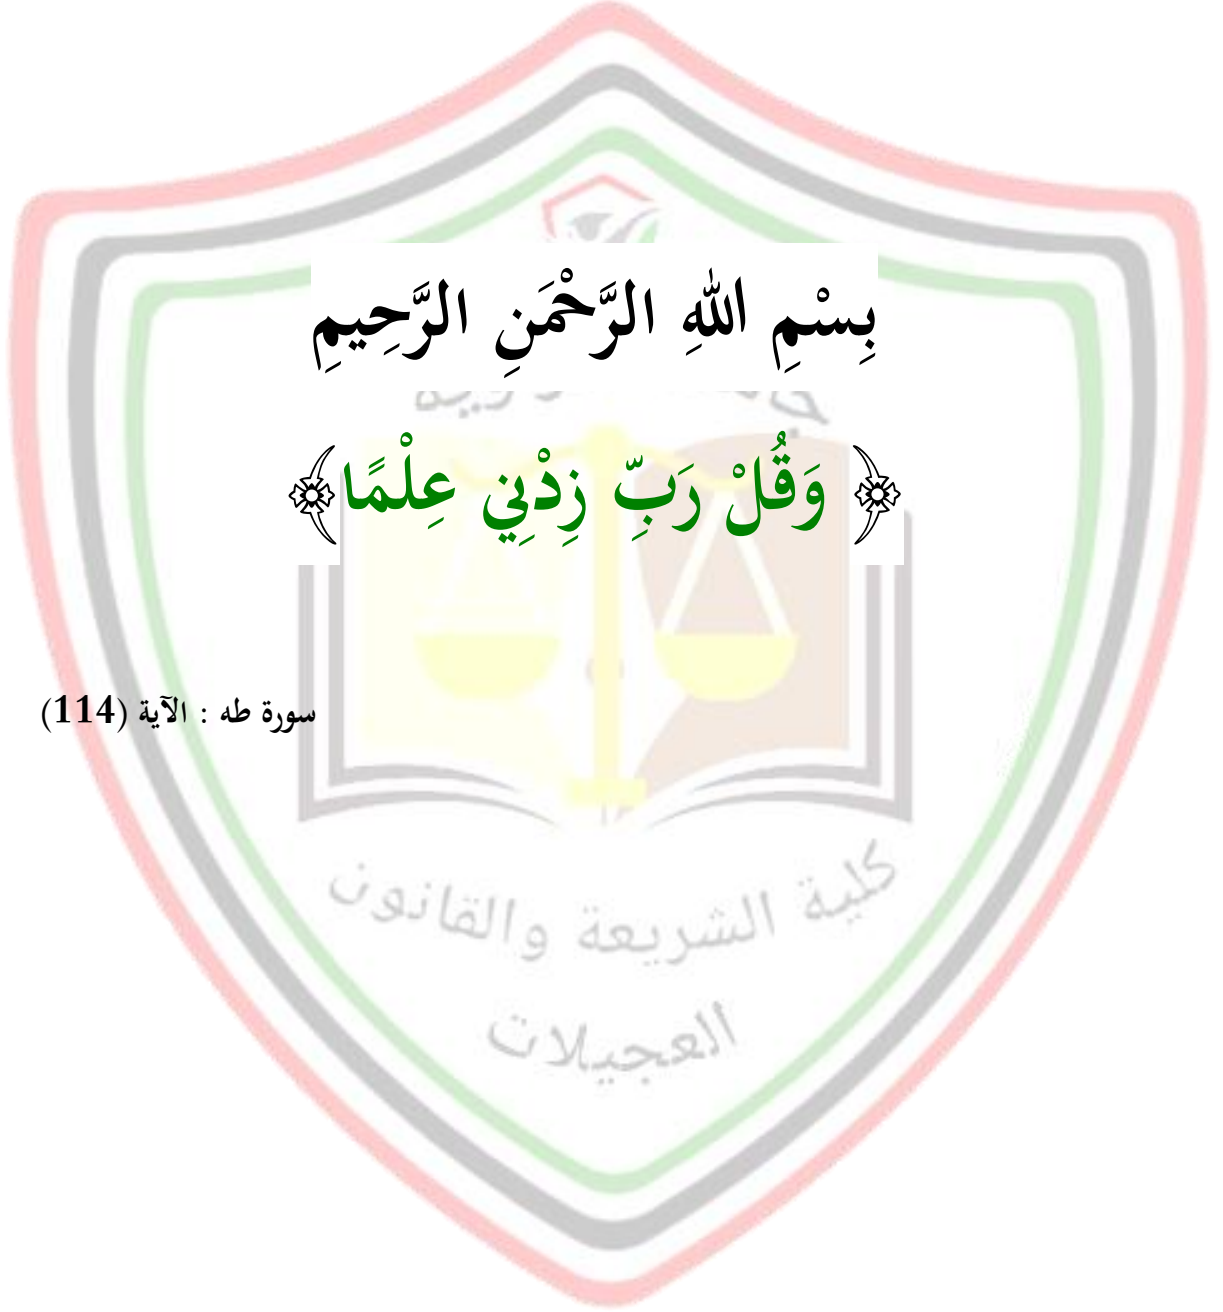 بِسْمِ اللهِ الرَّحْمَنِ الرَّحِيمِ
﴿ وَقُلْ رَبِّ زِدْنِي عِلْمًا﴾
سورة طه : الآية (114)
كلية الشريعة والقانون
العجيلات